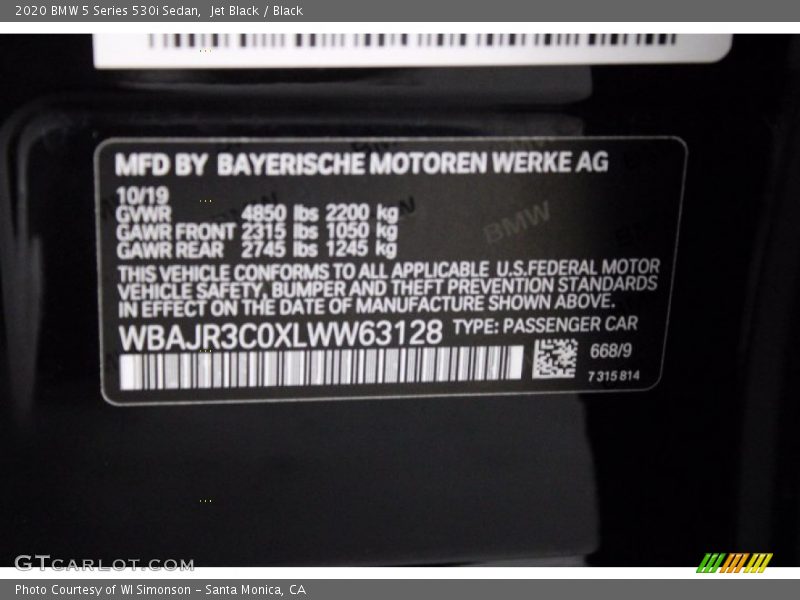 2020 BMW 5 Series 530i Sedan, Jet Black / Black
MFD BY BAYERISCHE MOTOREN WERKE AG
10/19
GVWR 4850 lbs 2200 kg
GAWR FRONT 2315 lbs 1050 kg
GAWR REAR 2745 lbs 1245 kg
THIS VEHICLE CONFORMS TO ALL APPLICABLE U.S.FEDERAL MOTOR
VEHICLE SAFETY, BUMPER AND THEFT PREVENTION STANDARDS
IN EFFECT ON THE DATE OF MANUFACTURE SHOWN ABOVE.
WBAJR3C0XLWW63128 TYPE: PASSENGER CAR
668/9
7 315 814
BMW
GTCARLOT.COM
Photo Courtesy of WI Simonson - Santa Monica, CA